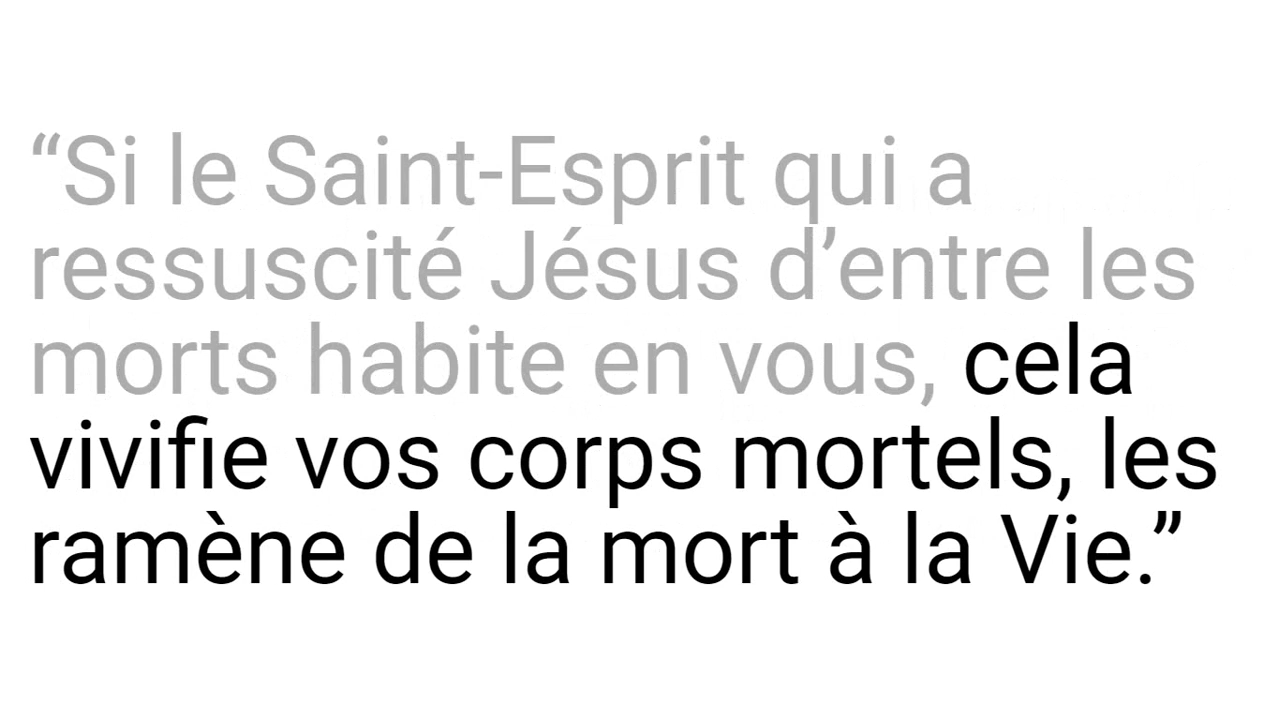 “Si le Saint-Esprit qui a
ressuscité Jésus d’entre les
morts habite en vous, cela
vivifie vos corps mortels, les
ramène de la mort à la Vie.”